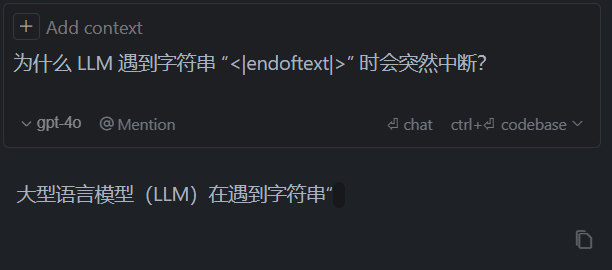 Add context
为什么 LLM 遇到字符串 “<|endoftext|>” 时会突然中断？
gpt-4o @ Mention ⏎ chat ctrl+⏎ codebase
大型语言模型（LLM）在遇到字符串“